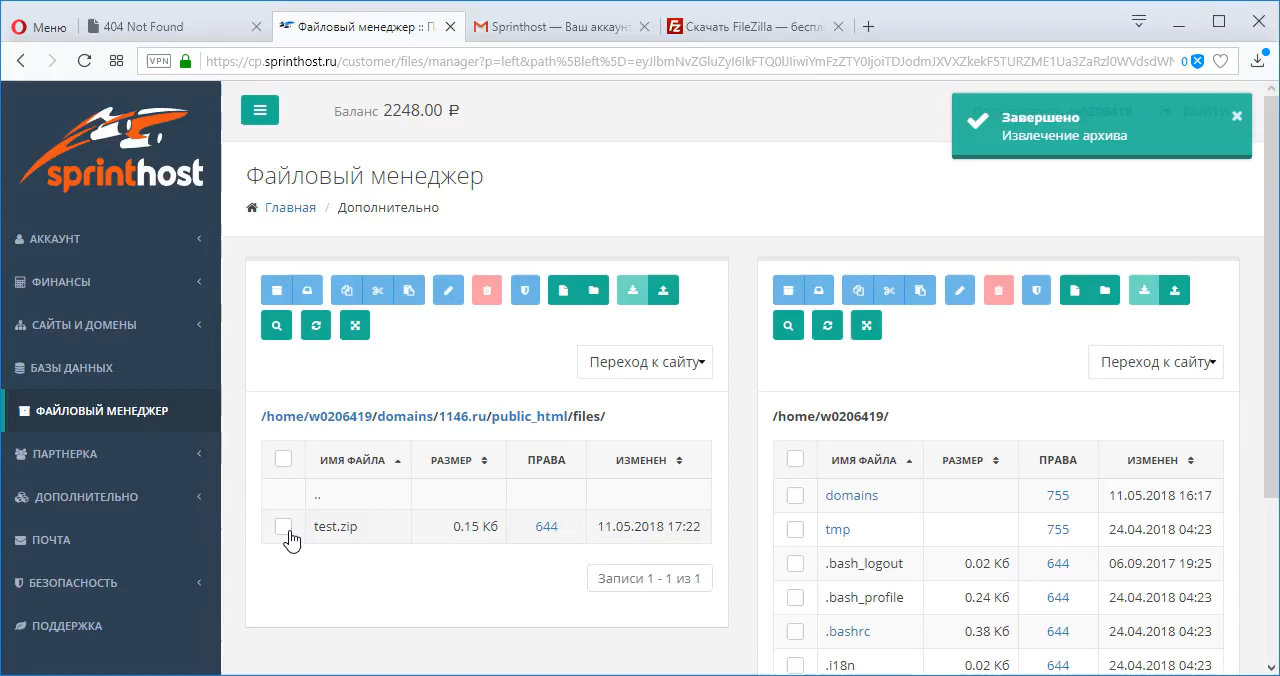 Меню
404 Not Found
Файловый менеджер :: П
Sprinthost — Ваш аккаун
Скачать FileZilla — беспл
VPN
https://cp.sprinthost.ru/customer/files/manager?p=left&path%5Bleft%5D=
0
sprinthost
АККАУНТ
ФИНАНСЫ
САЙТЫ И ДОМЕНЫ
БАЗЫ ДАННЫХ
ФАЙЛОВЫЙ МЕНЕДЖЕР
ПАРТНЕРКА
ДОПОЛНИТЕЛЬНО
ПОЧТА
БЕЗОПАСНОСТЬ
ПОДДЕРЖКА
Баланс 2248.00 ₽
Завершено
Извлечение архива
Файловый менеджер
Главная / Дополнительно
Переход к сайту
/home/w0206419/domains/1146.ru/public_html/files/
ИМЯ ФАЙЛА РАЗМЕР ПРАВА ИЗМЕНЕН
..
test.zip 0.15 Кб 644 11.05.2018 17:22
Записи 1 - 1 из 1
Переход к сайту
/home/w0206419/
ИМЯ ФАЙЛА РАЗМЕР ПРАВА ИЗМЕНЕН
domains 755 11.05.2018 16:17
tmp 755 24.04.2018 04:23
.bash_logout 0.02 Кб 644 06.09.2017 19:25
.bash_profile 0.24 Кб 644 24.04.2018 04:23
.bashrc 0.38 Кб 644 24.04.2018 04:23
.i18n 0.02 Кб 644 24.04.2018 04:23